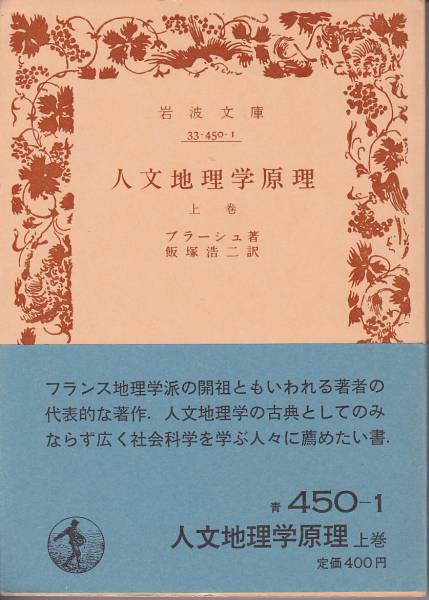 岩波文庫
33-450-1
人文地理学原理
上巻
ブラーシュ著
飯塚浩二訳
フランス地理学派の開祖ともいわれる著者の
代表的な著作．人文地理学の古典としてのみ
ならず広く社会科学を学ぶ人々に薦めたい書．
青 450-1
人文地理学原理 上巻
定価400円